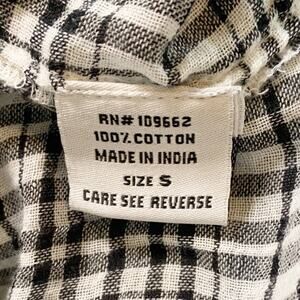 RN# 109662
100% COTTON
MADE IN INDIA
SIZE S
CARE SEE REVERSE